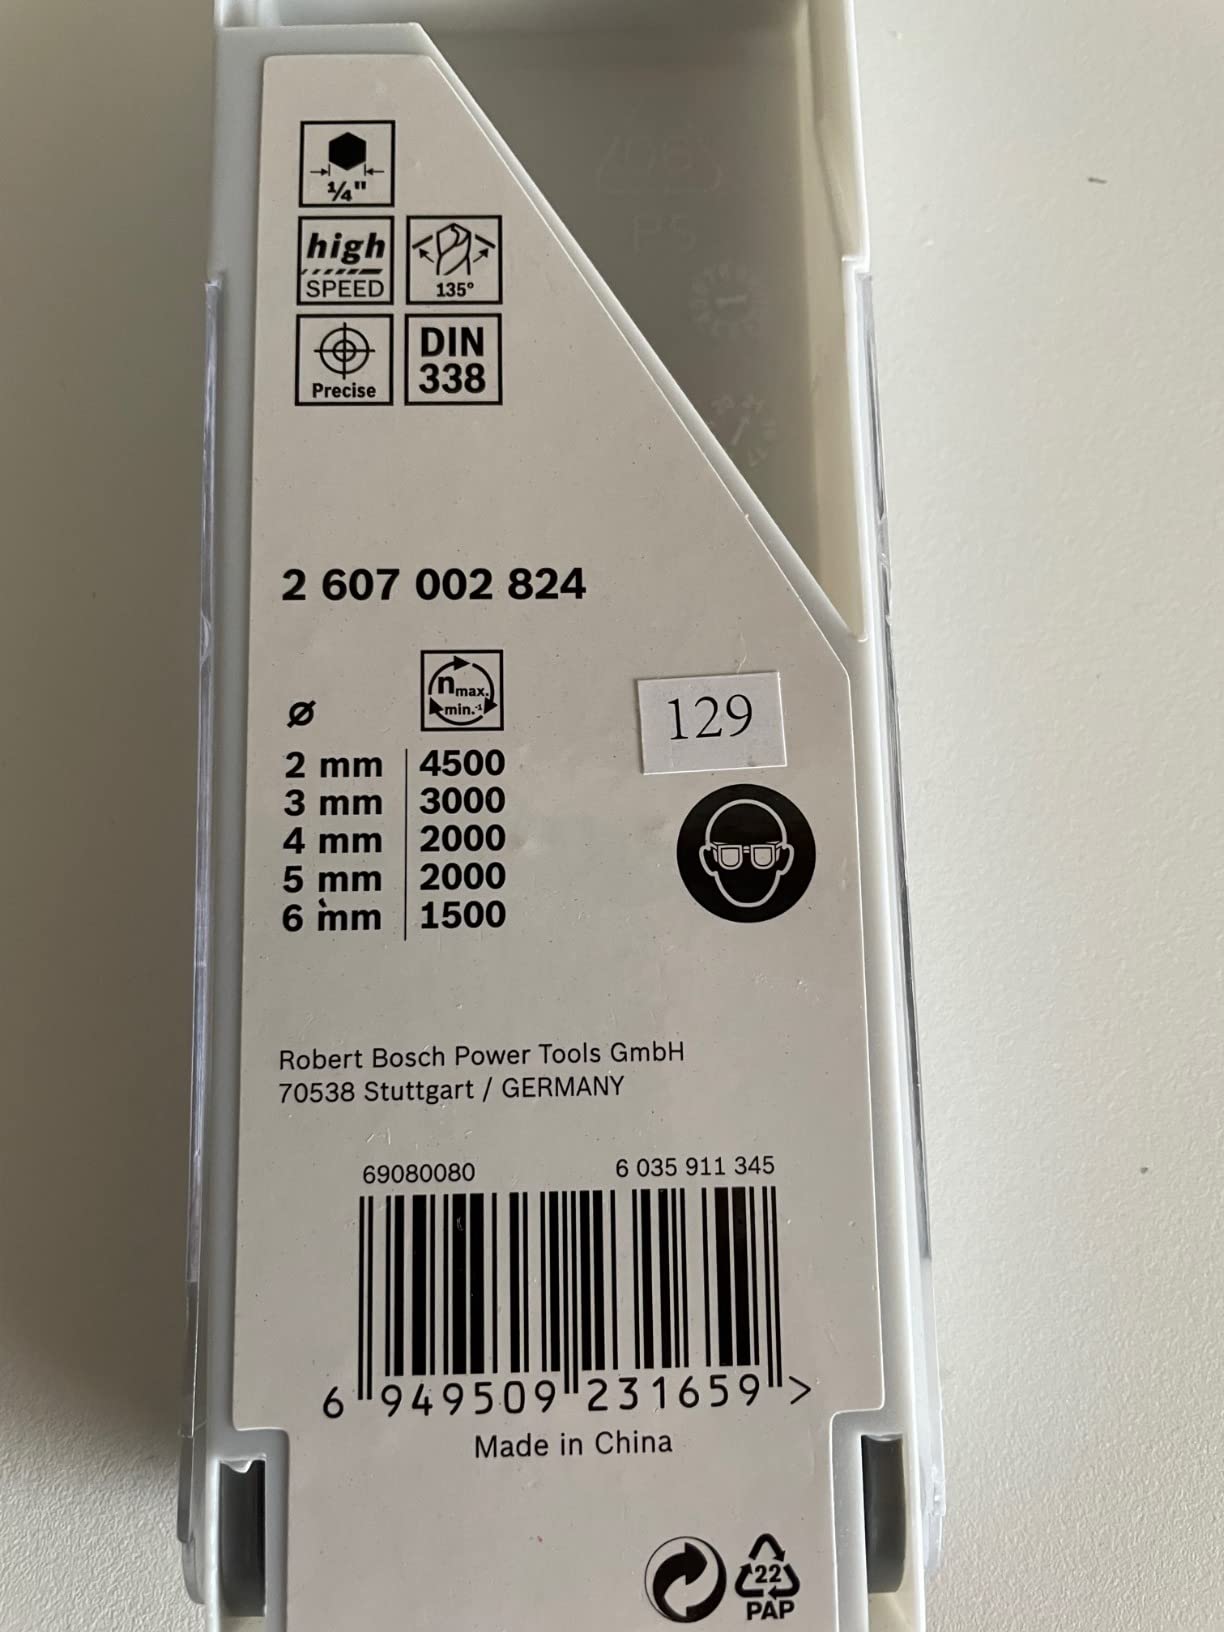 1/4"
high
SPEED
135°
Precise
DIN
338
PS
2 607 002 824
Ø
nmax.
min.-1
2 mm 4500
3 mm 3000
4 mm 2000
5 mm 2000
6 mm 1500
129
Robert Bosch Power Tools GmbH
70538 Stuttgart / GERMANY
69080080 6 035 911 345
6 949509 231659 >
Made in China
22
PAP